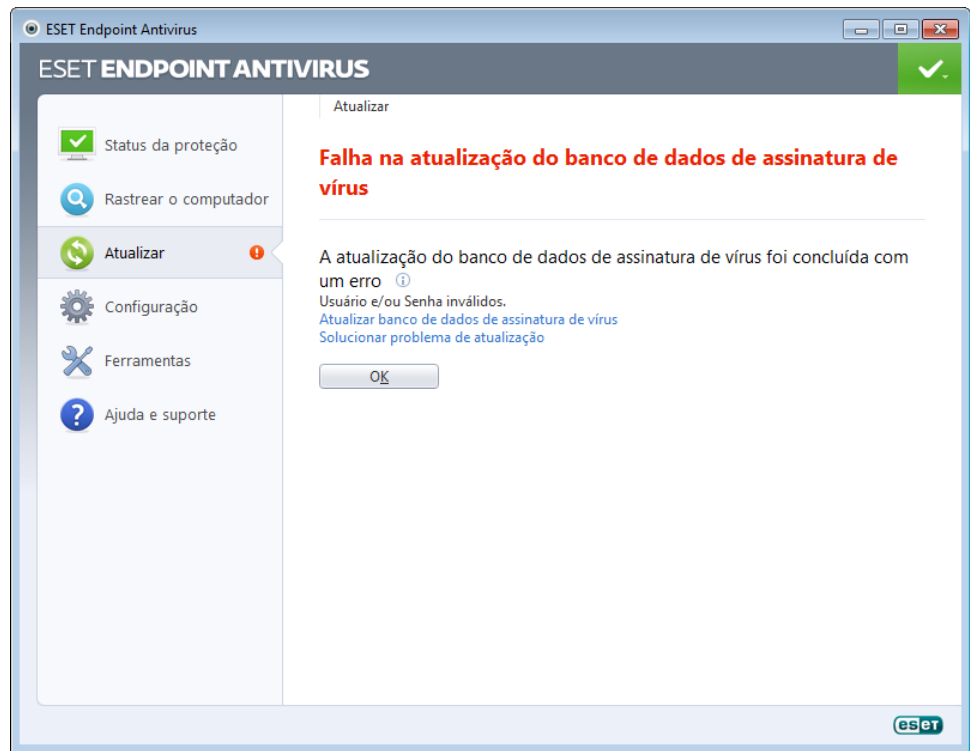 ESET Endpoint Antivirus
ESET ENDPOINT ANTIVIRUS
Status da proteção
Rastrear o computador
Atualizar
Configuração
Ferramentas
Ajuda e suporte
Atualizar
Falha na atualização do banco de dados de assinatura de
vírus
A atualização do banco de dados de assinatura de vírus foi concluída com
um erro
Usuário e/ou Senha inválidos.
Atualizar banco de dados de assinatura de vírus
Solucionar problema de atualização
OK
eseT